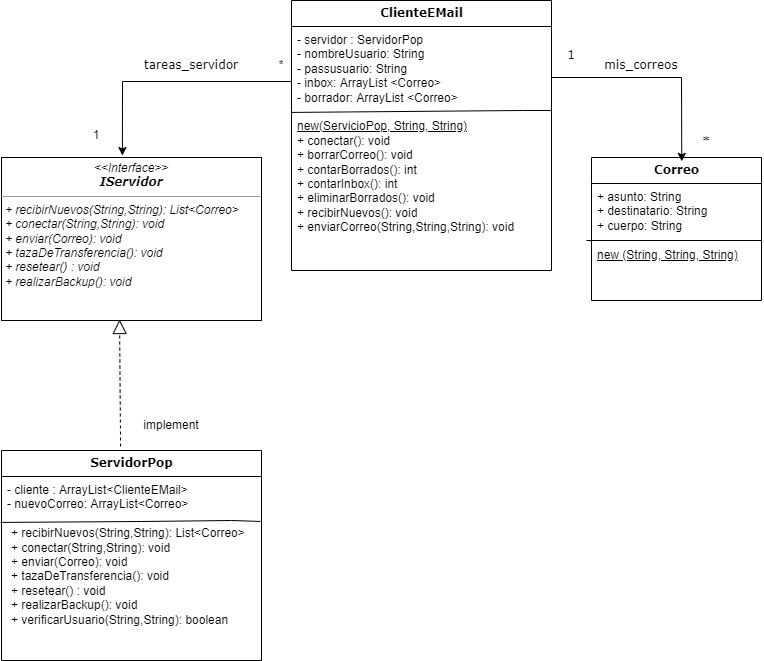 ClienteEMail
- servidor : ServidorPop
- nombreUsuario: String
- passusuario: String
- inbox: ArrayList <Correo>
- borrador: ArrayList <Correo>
new(ServicioPop, String, String)
+ conectar(): void
+ borrarCorreo(): void
+ contarBorrados(): int
+ contarInbox(): int
+ eliminarBorrados(): void
+ recibirNuevos(): void
+ enviarCorreo(String,String,String): void
tareas_servidor
*
1
1
mis_correos
*
<<Interface>>
IServidor
+ recibirNuevos(String,String): List<Correo>
+ conectar(String,String): void
+ enviar(Correo): void
+ tazaDeTransferencia(): void
+ resetear() : void
+ realizarBackup(): void
Correo
+ asunto: String
+ destinatario: String
+ cuerpo: String
new (String, String, String)
implement
ServidorPop
- cliente : ArrayList<ClienteEMail>
- nuevoCorreo: ArrayList<Correo>
+ recibirNuevos(String,String): List<Correo>
+ conectar(String,String): void
+ enviar(Correo): void
+ tazaDeTransferencia(): void
+ resetear() : void
+ realizarBackup(): void
+ verificarUsuario(String,String): boolean